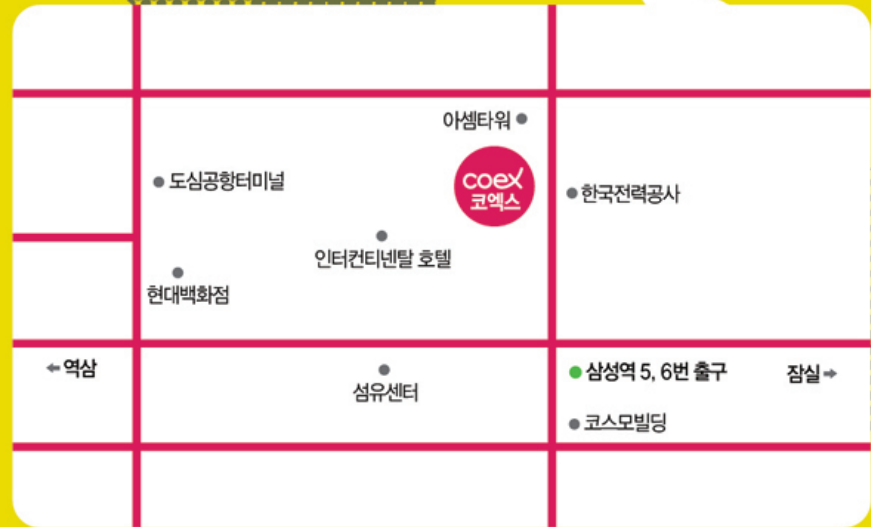 아셈타워
도심공항터미널
coex
코엑스
한국전력공사
인터컨티넨탈 호텔
현대백화점
←역삼
섬유센터
삼성역 5, 6번 출구
잠실→
코스모빌딩